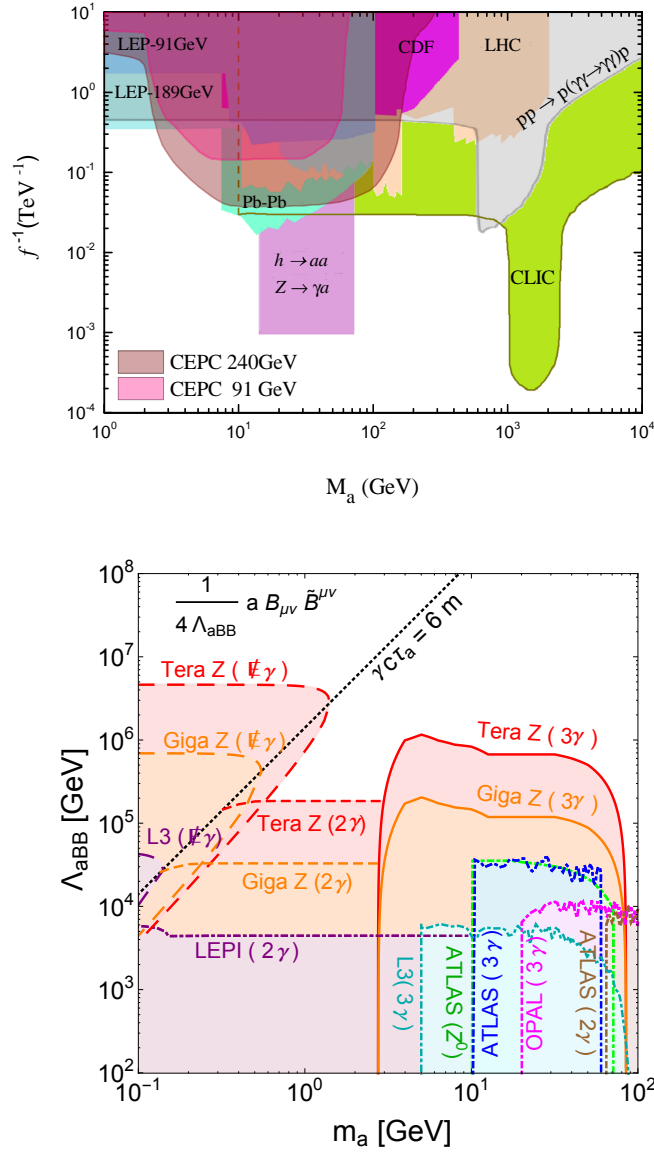 10¹
LEP-91GeV
CDF
LHC
LEP-189GeV
10⁰
pp → p(γγ→γγ)p
10⁻¹
f⁻¹(TeV⁻¹)
Pb-Pb
10⁻²
h → aa
Z → γa
CLIC
10⁻³
CEPC 240GeV
CEPC 91 GeV
10⁻⁴
10⁰ 10¹ 10² 10³ 10⁴
M_a (GeV)
10⁸
1/(4 Λ_aBB) a B_μν B̃^μν
γcτ_a = 6 m
10⁷
Tera Z (E̸ γ)
10⁶
Giga Z (E̸ γ)
Tera Z (3γ)
Giga Z (3γ)
Λ_aBB [GeV]
10⁵
L3 (E̸ γ)
Tera Z (2γ)
Giga Z (2γ)
10⁴
LEPI (2γ)
L3(3γ)
ATLAS (Z⁰)
ATLAS (3γ)
OPAL (3γ)
ATLAS (2γ)
10³
10²
10⁻¹ 10⁰ 10¹ 10²
m_a [GeV]